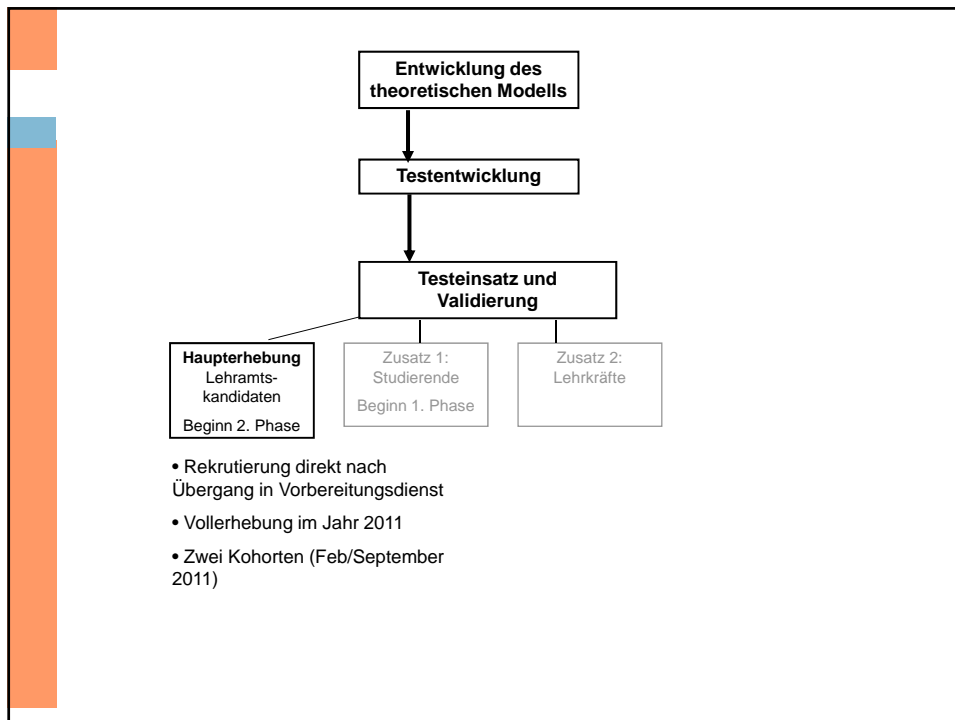 Entwicklung des
theoretischen Modells
Testentwicklung
Testeinsatz und
Validierung
Haupterhebung
Lehramts-
kandidaten
Beginn 2. Phase
Zusatz 1:
Studierende
Beginn 1. Phase
Zusatz 2:
Lehrkräfte
• Rekrutierung direkt nach
Übergang in Vorbereitungsdienst
• Vollerhebung im Jahr 2011
• Zwei Kohorten (Feb/September
2011)